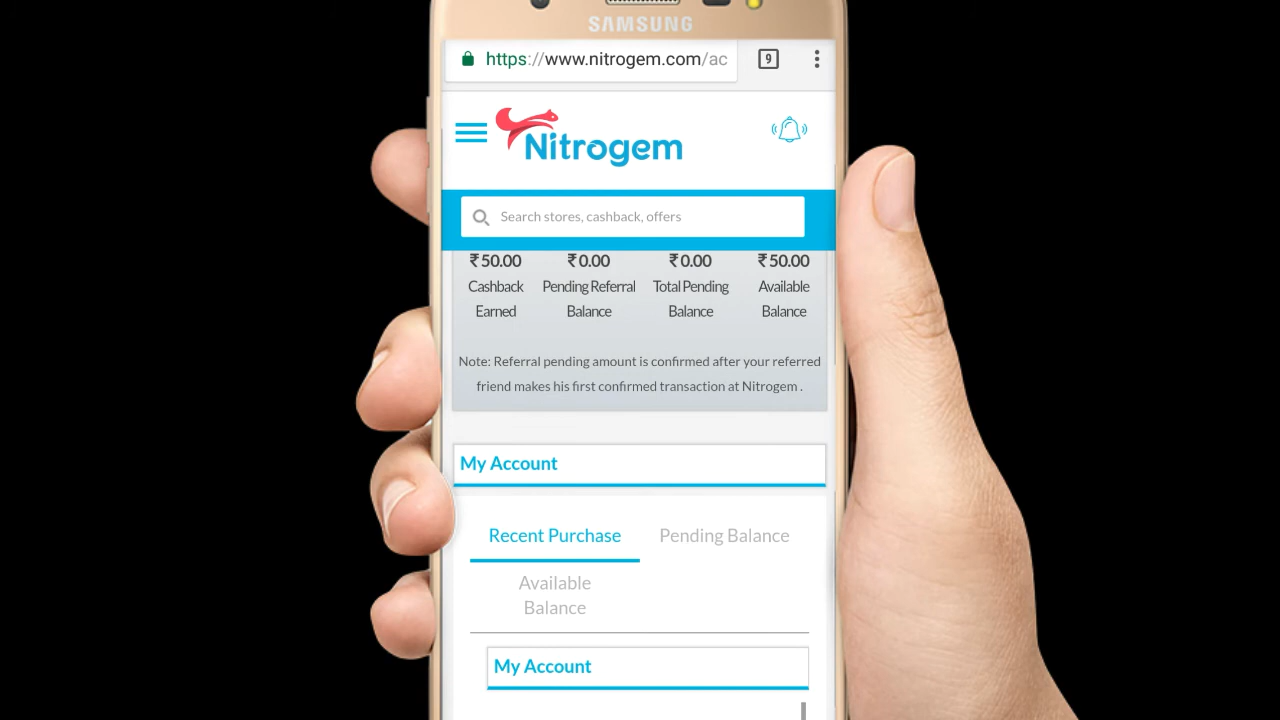 SAMSUNG
https://www.nitrogem.com/ac
9
Nitrogem
Search stores, cashback, offers
₹50.00 ₹0.00 ₹0.00 ₹50.00
Cashback Pending Referral Total Pending Available
Earned Balance Balance Balance
Note: Referral pending amount is confirmed after your referred
friend makes his first confirmed transaction at Nitrogem .
My Account
Recent Purchase Pending Balance
Available
Balance
My Account